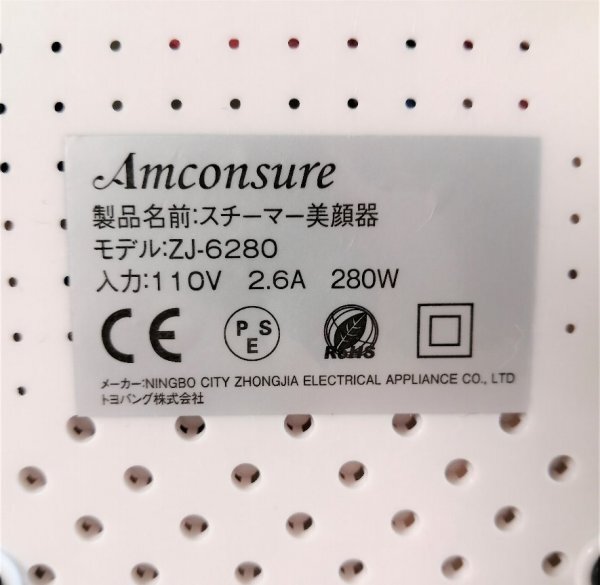 Amconsure
製品名前:スチーマー美顔器
モデル:ZJ-6280
入力:110V 2.6A 280W
CE PSE RoHS
メーカー:NINGBO CITY ZHONGJIA ELECTRICAL APPLIANCE CO., LTD
トヨバング株式会社